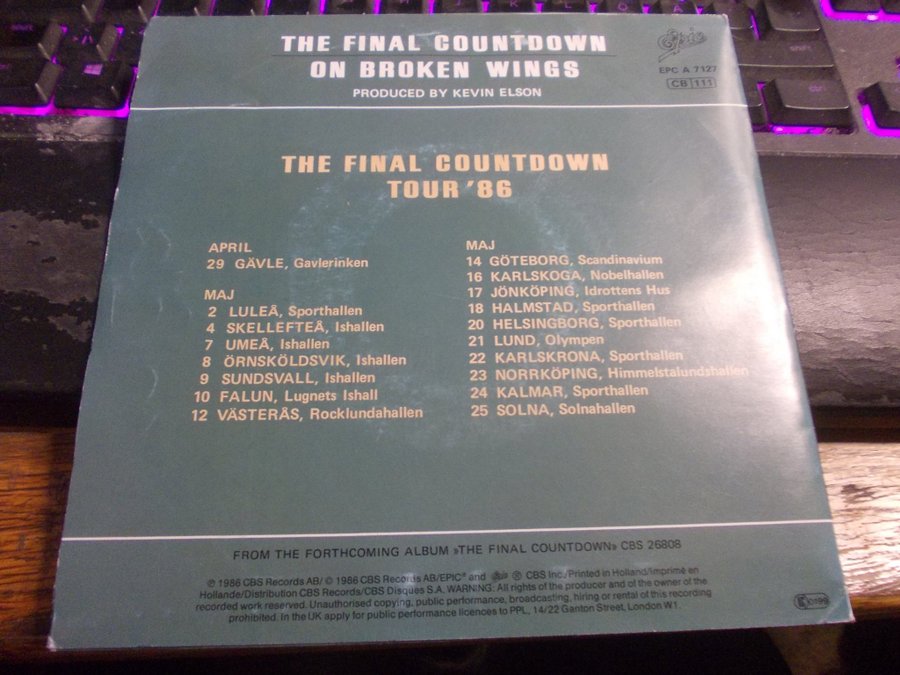 THE FINAL COUNTDOWN
ON BROKEN WINGS
PRODUCED BY KEVIN ELSON
Epic
EPC A 7127
CB 111
THE FINAL COUNTDOWN
TOUR '86
APRIL
29 GÄVLE, Gavlerinken
MAJ
2 LULEÅ, Sporthallen
4 SKELLEFTEÅ, Ishallen
7 UMEÅ, Ishallen
8 ÖRNSKÖLDSVIK, Ishallen
9 SUNDSVALL, Ishallen
10 FALUN, Lugnets Ishall
12 VÄSTERÅS, Rocklundahallen
MAJ
14 GÖTEBORG, Scandinavium
16 KARLSKOGA, Nobelhallen
17 JÖNKÖPING, Idrottens Hus
18 HALMSTAD, Sporthallen
20 HELSINGBORG, Sporthallen
21 LUND, Olympen
22 KARLSKRONA, Sporthallen
23 NORRKÖPING, Himmelstalundshallen
24 KALMAR, Sporthallen
25 SOLNA, Solnahallen
FROM THE FORTHCOMING ALBUM »THE FINAL COUNTDOWN» CBS 26808
℗ 1986 CBS Records AB/ © 1986 CBS Records AB/EPIC® and ® CBS Inc/Printed in Holland/Imprimé en
Hollande/Distribution CBS Records/CBS Disques S.A. WARNING: All rights of the producer and of the owner of the
recorded work reserved. Unauthorised copying, public performance, broadcasting, hiring or rental of this recording
prohibited. In the UK apply for public performance licences to PPL, 14/22 Ganton Street, London W1.